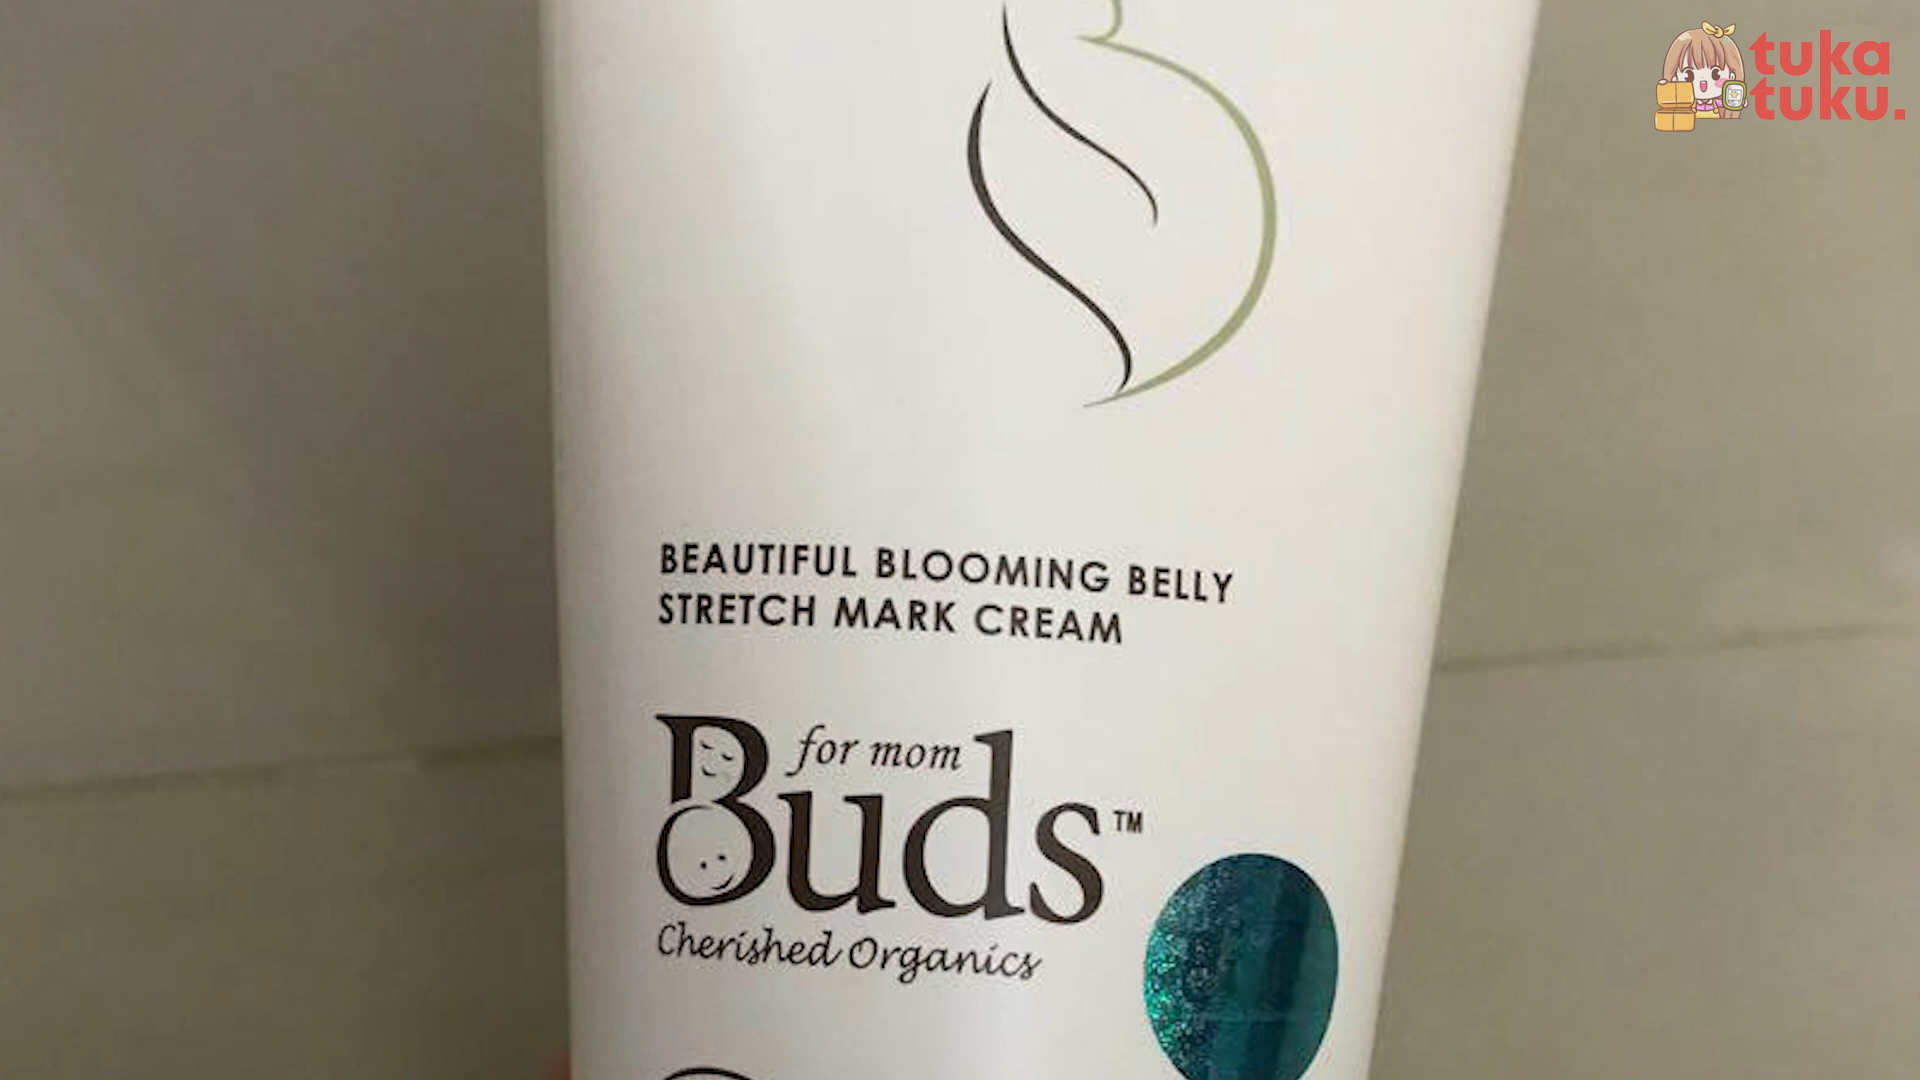 tuka
tuku.
BEAUTIFUL BLOOMING BELLY
STRETCH MARK CREAM
for mom
Buds™
Cherished Organics